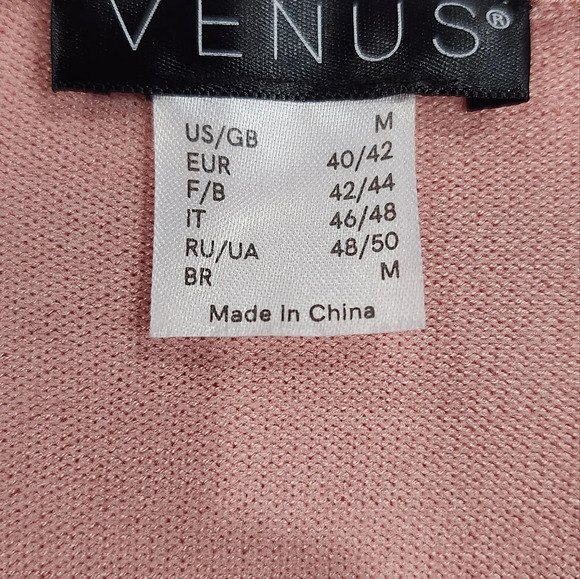 VENUS®
US/GB M
EUR 40/42
F/B 42/44
IT 46/48
RU/UA 48/50
BR M
Made In China